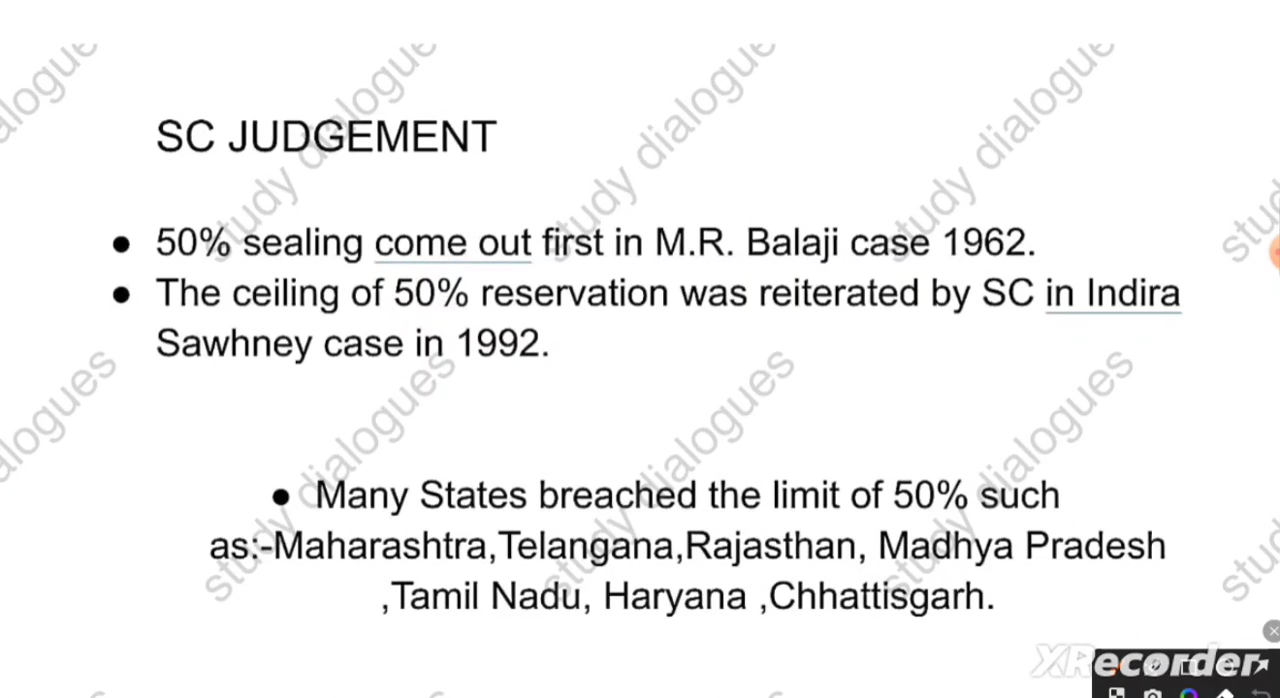 SC JUDGEMENT
● 50% sealing come out first in M.R. Balaji case 1962.
● The ceiling of 50% reservation was reiterated by SC in Indira
Sawhney case in 1992.
● Many States breached the limit of 50% such
as:-Maharashtra,Telangana,Rajasthan, Madhya Pradesh
,Tamil Nadu, Haryana ,Chhattisgarh.
study dialogues
XRecorder